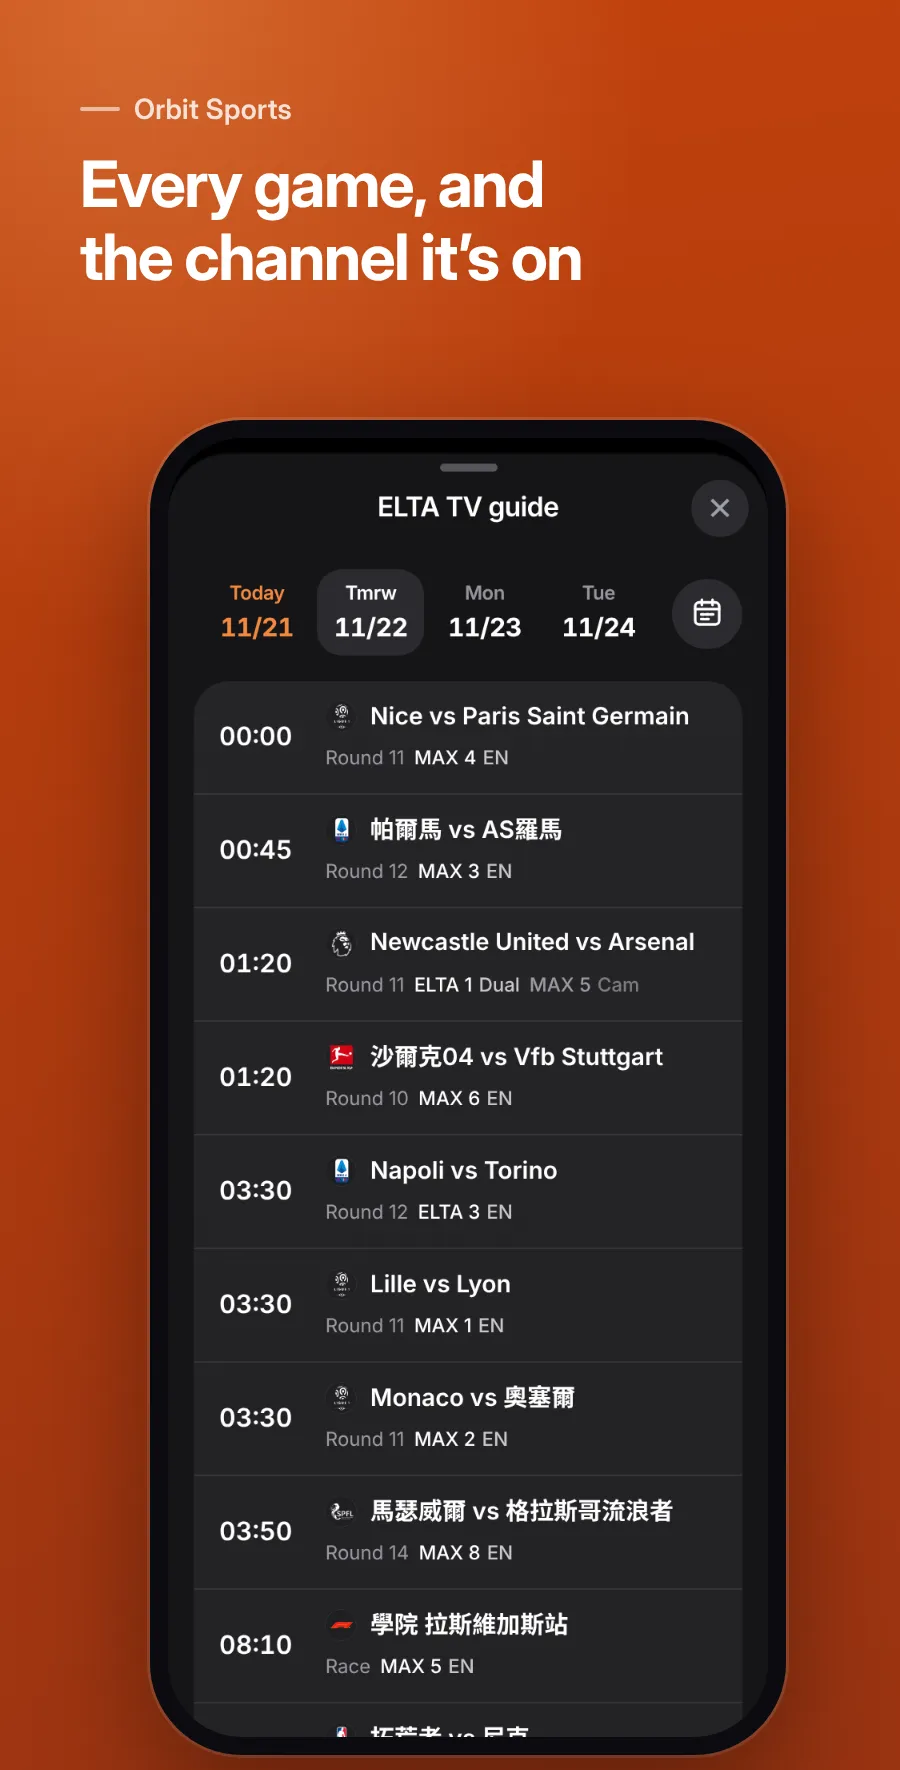 Orbit Sports
Every game, and
the channel it’s on
ELTA TV guide
Today Tmrw Mon Tue
11/21 11/22 11/23 11/24
00:00 Nice vs Paris Saint Germain
Round 11 MAX 4 EN
00:45 帕爾馬 vs AS羅馬
Round 12 MAX 3 EN
01:20 Newcastle United vs Arsenal
Round 11 ELTA 1 Dual MAX 5 Cam
01:20 沙爾克04 vs Vfb Stuttgart
Round 10 MAX 6 EN
03:30 Napoli vs Torino
Round 12 ELTA 3 EN
03:30 Lille vs Lyon
Round 11 MAX 1 EN
03:30 Monaco vs 奧塞爾
Round 11 MAX 2 EN
03:50 馬瑟威爾 vs 格拉斯哥流浪者
Round 14 MAX 8 EN
08:10 學院 拉斯維加斯站
Race MAX 5 EN